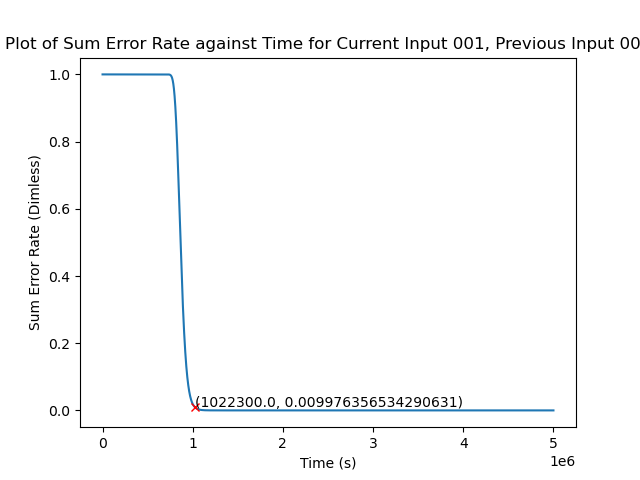 Plot of Sum Error Rate against Time for Current Input 001, Previous Input 00
1.0
0.8
0.6
0.4
0.2
0.0
Sum Error Rate (Dimless)
(1022300.0, 0.009976356534290631)
0 1 2 3 4 5
1e6
Time (s)